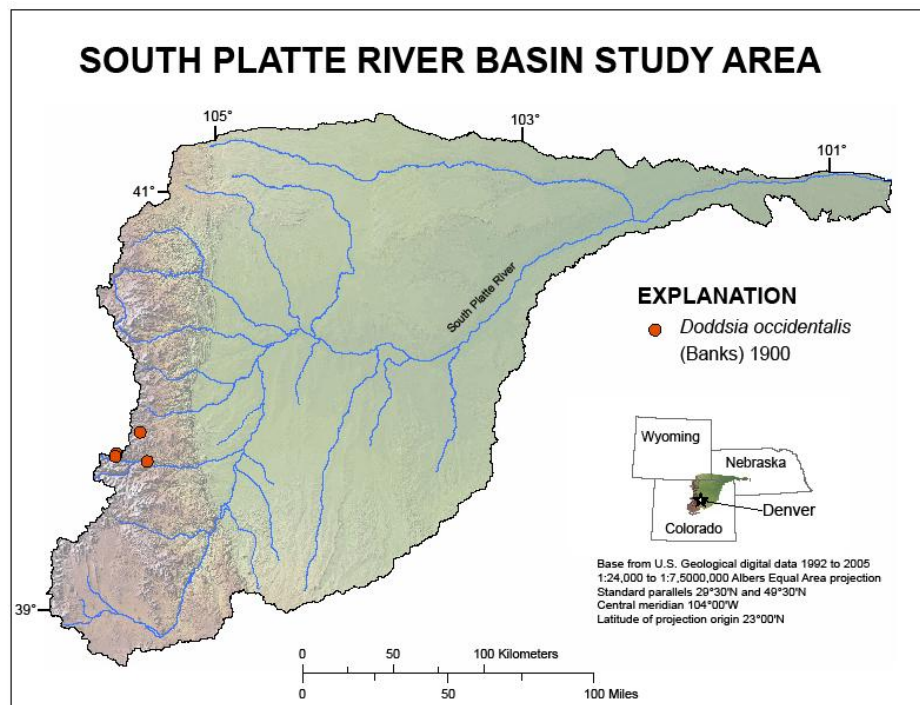 SOUTH PLATTE RIVER BASIN STUDY AREA
105°
103°
101°
41°
South Platte River
EXPLANATION
Doddsia occidentalis
(Banks) 1900
Wyoming
Nebraska
Denver
Colorado
Base from U.S. Geological digital data 1992 to 2005
1:24,000 to 1:7,5000,000 Albers Equal Area projection
Standard parallels 29°30'N and 49°30'N
Central meridian 104°00'W
Latitude of projection origin 23°00'N
39°
0 50 100 Kilometers
0 50 100 Miles